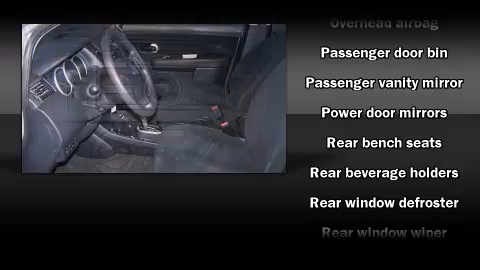 Overhead airbag
Passenger door bin
Passenger vanity mirror
Power door mirrors
Rear bench seats
Rear beverage holders
Rear window defroster
Rear window wiper